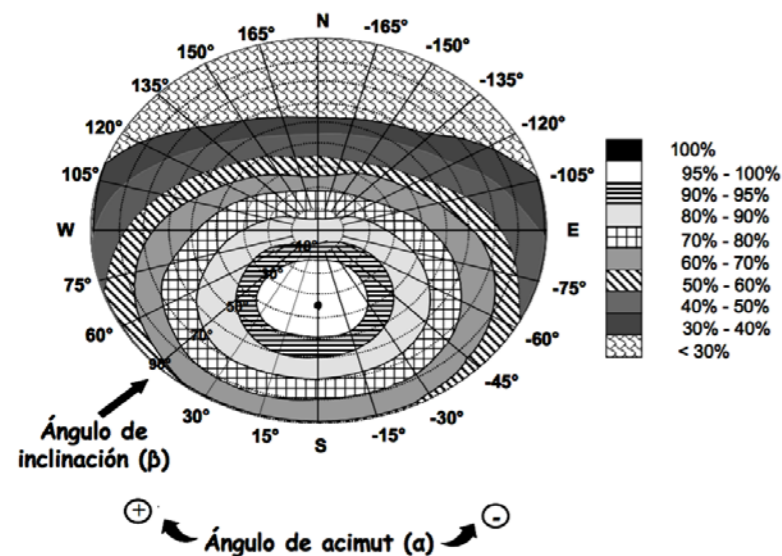 N
165°
-165°
150°
-150°
135°
-135°
120°
-120°
105°
-105°
W
E
75°
-75°
60°
-60°
-45°
30°
-30°
15°
-15°
S
10°
30°
50°
70°
90°
100%
95% - 100%
90% - 95%
80% - 90%
70% - 80%
60% - 70%
50% - 60%
40% - 50%
30% - 40%
< 30%
Ángulo de
inclinación (β)
+
Ángulo de acimut (α)
-